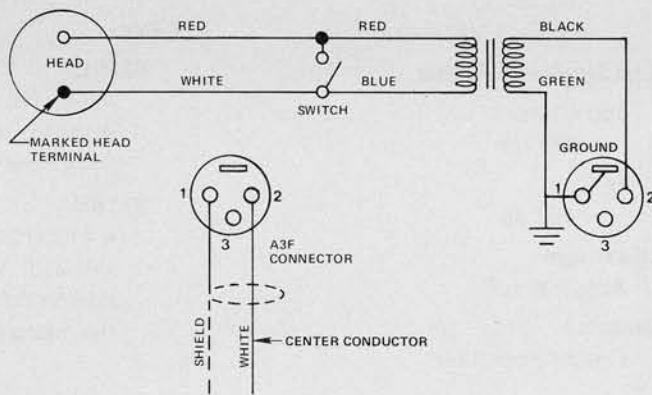 RED RED BLACK
HEAD
WHITE BLUE GREEN
SWITCH
MARKED HEAD
TERMINAL
GROUND
1 2
3
1 2
3
A3F
CONNECTOR
SHIELD
WHITE
CENTER CONDUCTOR